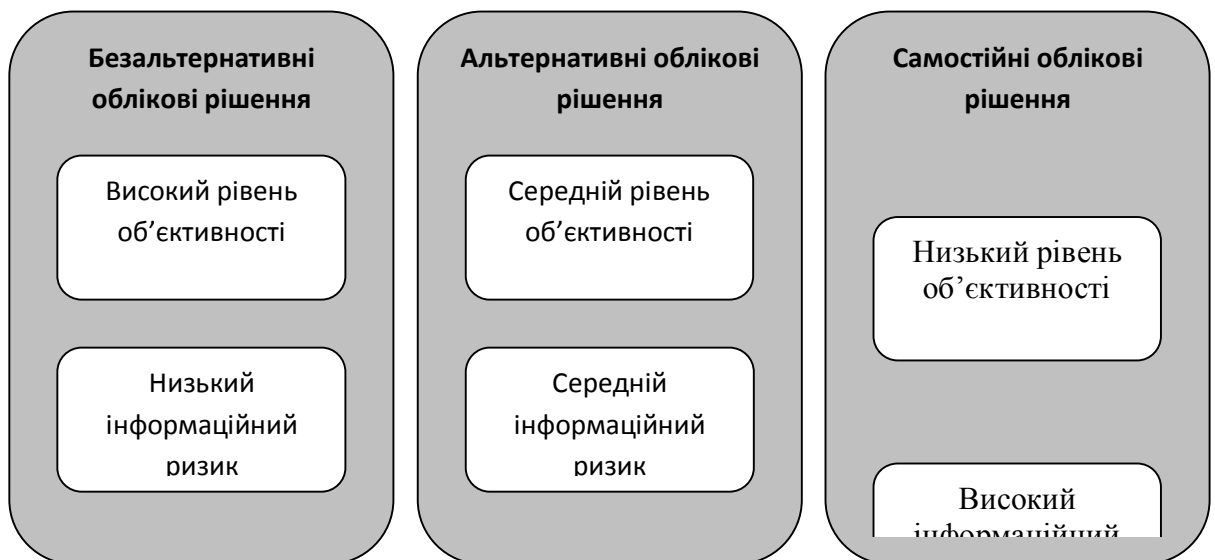 Безальтернативні
облікові рішення
Високий рівень
об’єктивності
Низький
інформаційний
ризик
Альтернативні облікові
рішення
Середній рівень
об’єктивності
Середній
інформаційний
ризик
Самостійні облікові
рішення
Низький рівень
об’єктивності
Високий
інформаційний